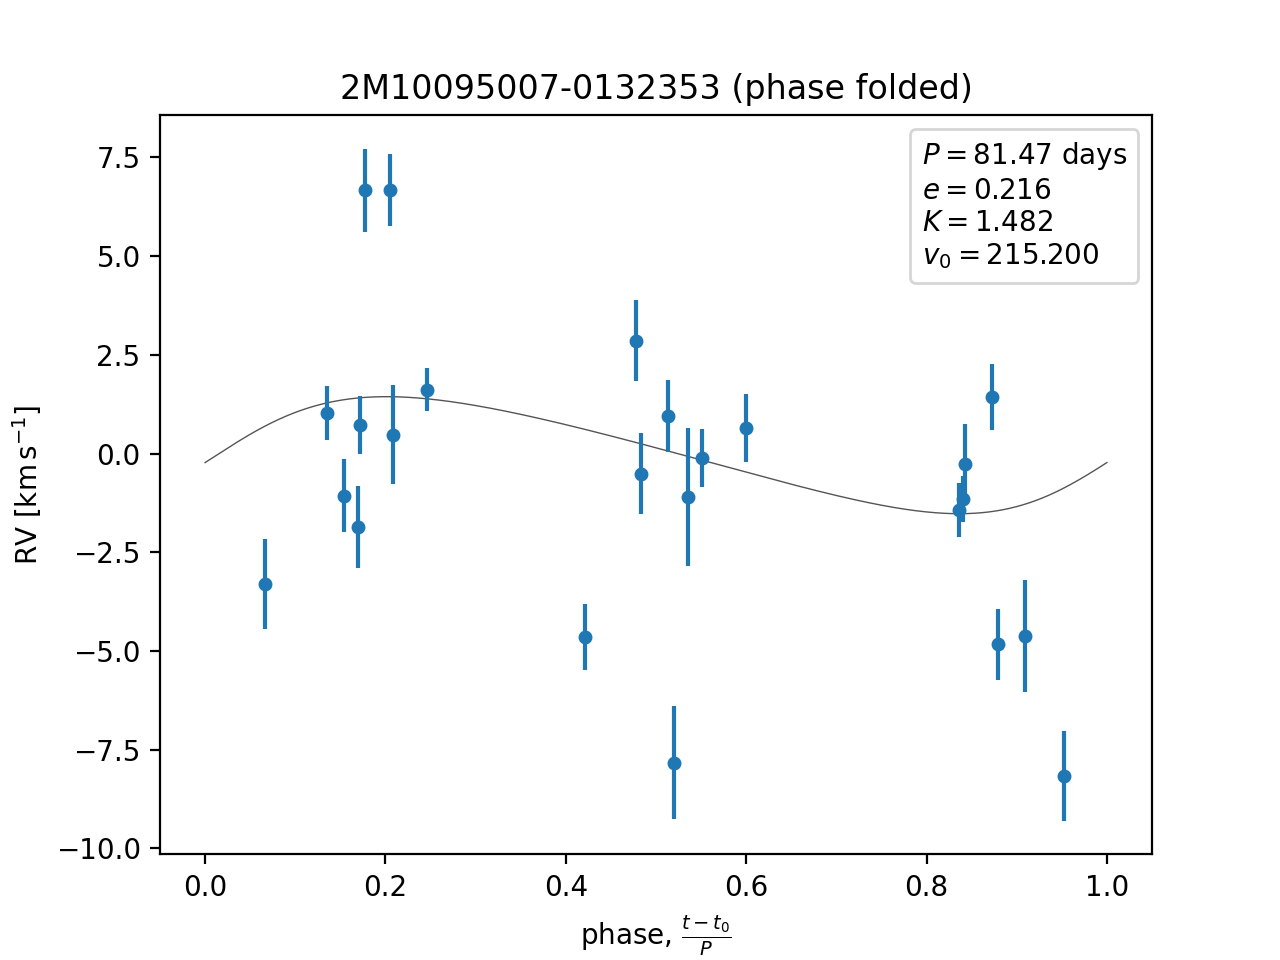 2M10095007-0132353 (phase folded)
P = 81.47 days
e = 0.216
K = 1.482
v₀ = 215.200
RV [km s⁻¹]
7.5
5.0
2.5
0.0
−2.5
−5.0
−7.5
−10.0
0.0 0.2 0.4 0.6 0.8 1.0
phase, (t − t₀)/P